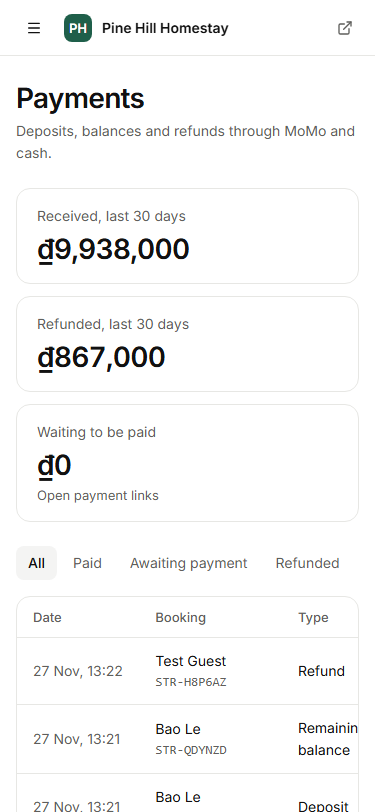 PH Pine Hill Homestay
Payments
Deposits, balances and refunds through MoMo and
cash.
Received, last 30 days
₫9,938,000
Refunded, last 30 days
₫867,000
Waiting to be paid
₫0
Open payment links
All Paid Awaiting payment Refunded
Date Booking Type
27 Nov, 13:22 Test Guest Refund
STR-H8P6AZ
27 Nov, 13:21 Bao Le Remainin
STR-QDYNZD balance
27 Nov, 13:21 Bao Le Deposit